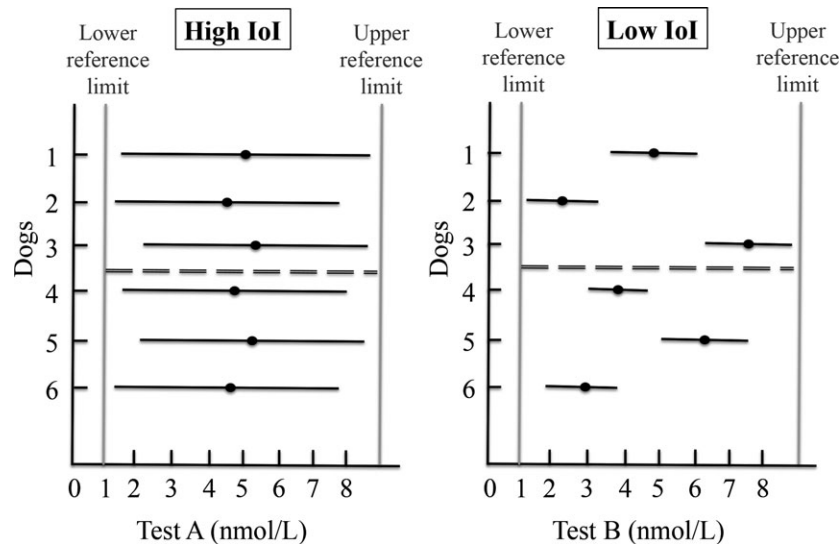 High IoI
Lower
reference
limit
Upper
reference
limit
Dogs
1
2
3
4
5
6
0 1 2 3 4 5 6 7 8
Test A (nmol/L)
Low IoI
Lower
reference
limit
Upper
reference
limit
Dogs
1
2
3
4
5
6
0 1 2 3 4 5 6 7 8
Test B (nmol/L)